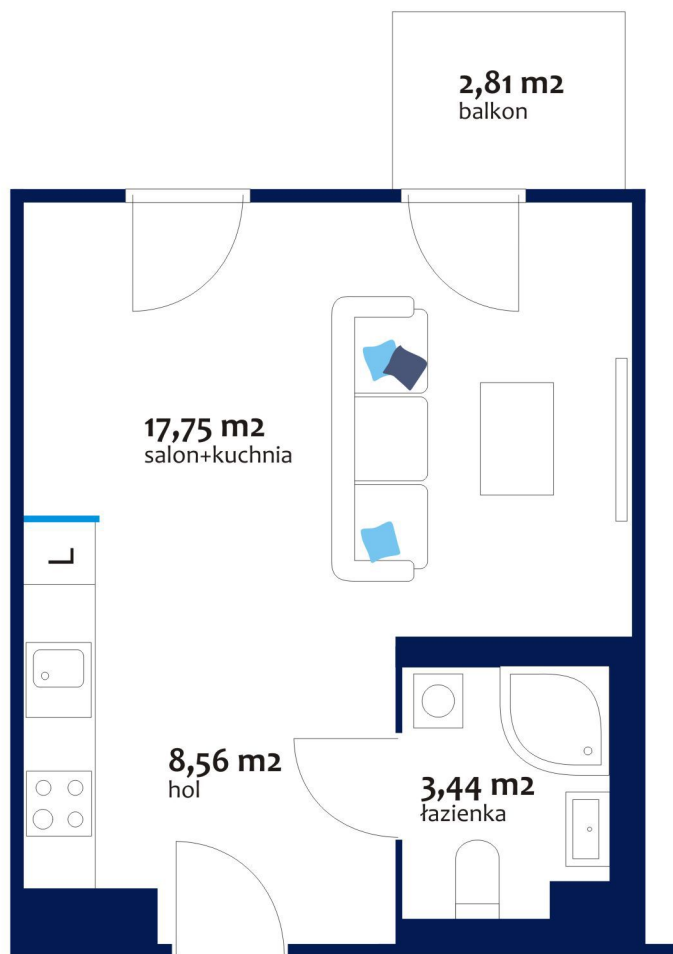 2,81 m2
balkon
17,75 m2
salon+kuchnia
L
8,56 m2
hol
3,44 m2
łazienka